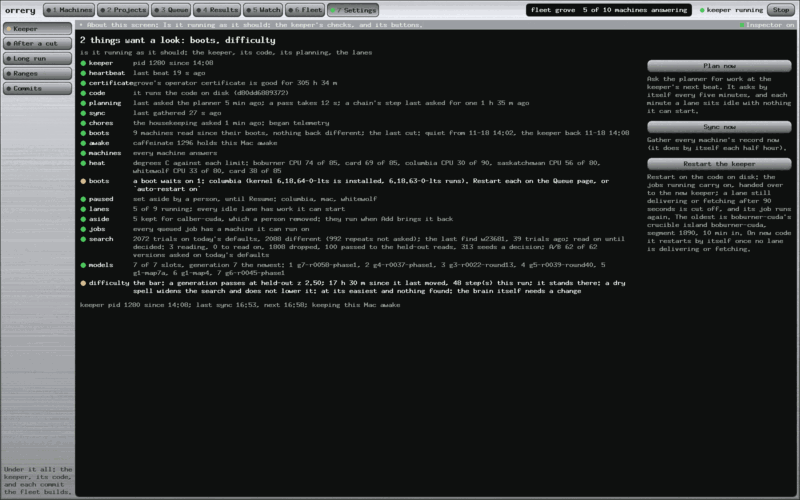 orrery 1 Machines 2 Projects 3 Queue 4 Results 5 Watch 6 Fleet 7 Settings fleet grove 5 of 10 machines answering keeper running Stop
Keeper
After a cut
Long run
Ranges
Commits
About this screen: Is it running as it should: the keeper's checks, and its buttons. Inspector on
2 things want a look: boots, difficulty
is it running as it should: the keeper, its code, its planning, the lanes
keeper pid 1280 since 14:08
heartbeat last beat 19 s ago
certificate grove's operator certificate is good for 305 h 34 m
code it runs the code on disk (d80dd6889372)
planning last asked the planner 5 min ago; a pass takes 12 s; a chain's step last asked for one 1 h 35 m ago
sync last gathered 27 s ago
chores the housekeeping asked 1 min ago: began telemetry
boots 9 machines read since their boots, nothing back different; the last cut: quiet from 11-18 14:02, the keeper back 11-18 14:08
awake caffeinate 1296 holds this Mac awake
machines every machine answers
heat degrees C against each limit: boburner CPU 74 of 85, card 69 of 85, columbia CPU 30 of 90, saskatchewan CPU 56 of 80,
whitewolf CPU 33 of 80, card 38 of 85
boots a boot waits on 1: columbia (kernel 6.18.64-0-lts is installed, 6.18.63-0-lts runs). Restart each on the Queue page, or
`auto-restart on`
paused set aside by a person, until Resume: columbia, mac, whitewolf
lanes 5 of 9 running; every idle lane has work it can start
aside 5 kept for calber-cuda, which a person removed; they run when Add brings it back
jobs every queued job has a machine it can run on
search 2072 trials on today's defaults, 2088 different (992 repeats not asked); the last find w23681, 39 trials ago; read on until
decided: 3 reading, 0 to read on, 1808 dropped, 100 passed to the held-out reads, 313 seeds a decision; A/B 62 of 62
versions asked on today's defaults
models 7 of 7 slots, generation 7 the newest: 1 g7-r0058-phase1, 2 g4-r0037-phase1, 3 g3-r0022-round13, 4 g5-r0039-round40, 5
g1-map7a, 6 g1-map4, 7 g6-r0045-phase1
difficulty the bar: a generation passes at held-out z 2.50; 17 h 30 m since it last moved, 48 step(s) this run; it stands there: a dry
spell widens the search and does not lower it; at its easiest and nothing found: the brain itself needs a change
keeper pid 1280 since 14:08; last sync 16:53, next 16:58; keeping this Mac awake
Plan now
Ask the planner for work at the
keeper's next beat. It asks by
itself every five minutes, and each
minute a lane sits idle with nothing
it can start.
Sync now
Gather every machine's record now
(it does by itself each half hour).
Restart the keeper
Restart on the code on disk; the
jobs running carry on, handed over
to the new keeper; a lane still
delivering or fetching after 90
seconds is cut off, and its job runs
again. The oldest is boburner-cuda's
crucible island boburner-cuda,
segment 1890, 10 min in. On new code
it restarts by itself once no lane
is delivering or fetching.
Under it all: the
keeper, its code,
and each commit
the fleet builds.